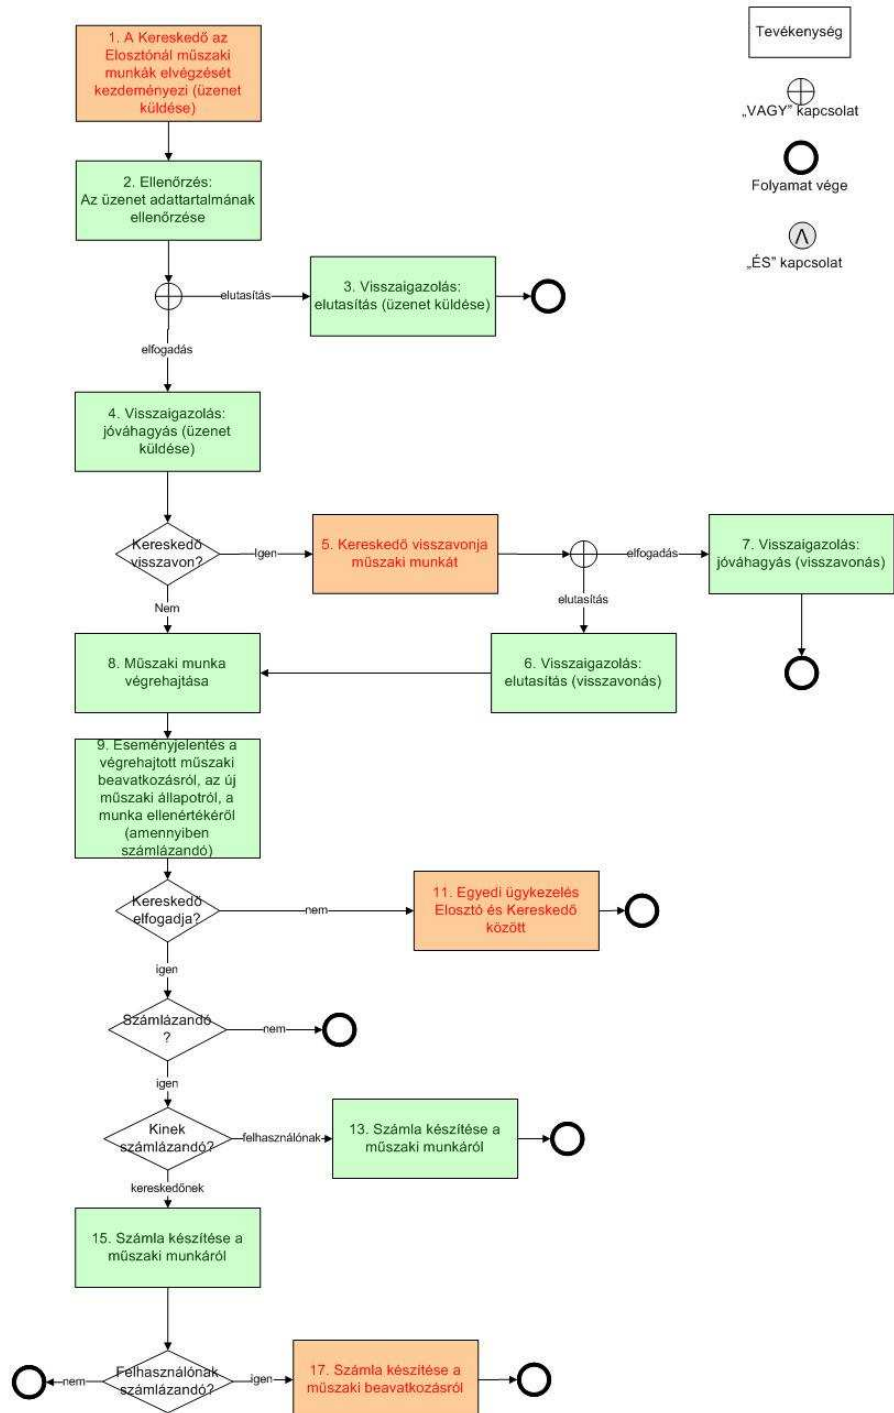 1. A Kereskedő az
Elosztónál műszaki
munkák elvégzését
kezdeményezi (üzenet
küldése)
Tevékenység
„VAGY” kapcsolat
Folyamat vége
„ÉS” kapcsolat
2. Ellenőrzés:
Az üzenet adattartalmának
ellenőrzése
elutasítás
3. Visszaigazolás:
elutasítás (üzenet küldése)
elfogadás
4. Visszaigazolás:
jóváhagyás (üzenet
küldése)
Kereskedő
visszavon?
Igen
5. Kereskedő visszavonja
műszaki munkát
elfogadás
7. Visszaigazolás:
jóváhagyás (visszavonás)
elutasítás
Nem
8. Műszaki munka
végrehajtása
6. Visszaigazolás:
elutasítás (visszavonás)
9. Eseményjelentés a
végrehajtott műszaki
beavatkozásról, az új
műszaki állapotról, a
munka ellenértékéről
(amennyiben
számlázandó)
Kereskedő
elfogadja?
nem
11. Egyedi ügykezelés
Elosztó és Kereskedő
között
igen
Számlázandó
?
nem
igen
Kinek
számlázandó?
felhasználónak
13. Számla készítése a
műszaki munkáról
kereskedőnek
15. Számla készítése a
műszaki munkáról
Felhasználónak
számlázandó?
nem
igen
17. Számla készítése a
műszaki beavatkozásról